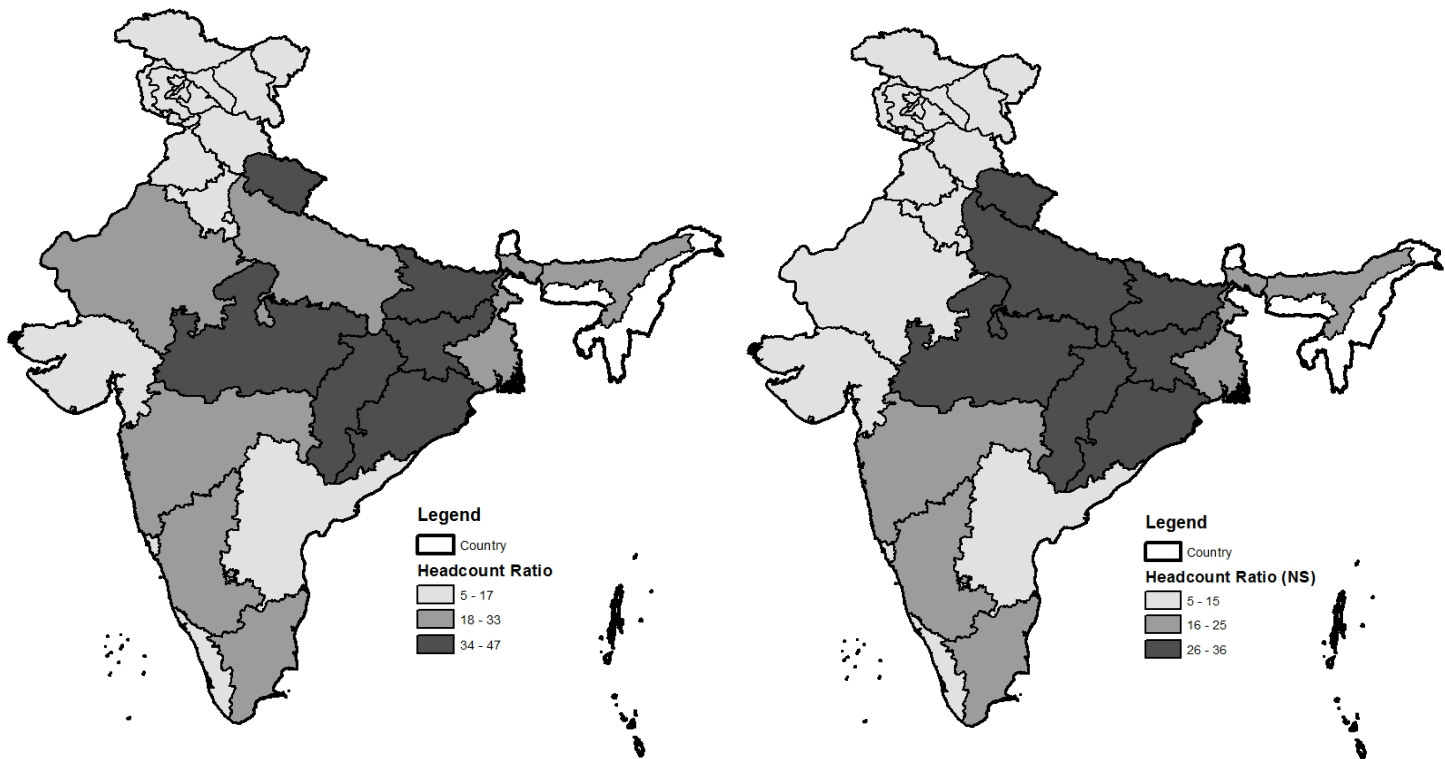 Legend
Country
Headcount Ratio
5 - 17
18 - 33
34 - 47
Legend
Country
Headcount Ratio (NS)
5 - 15
16 - 25
26 - 36